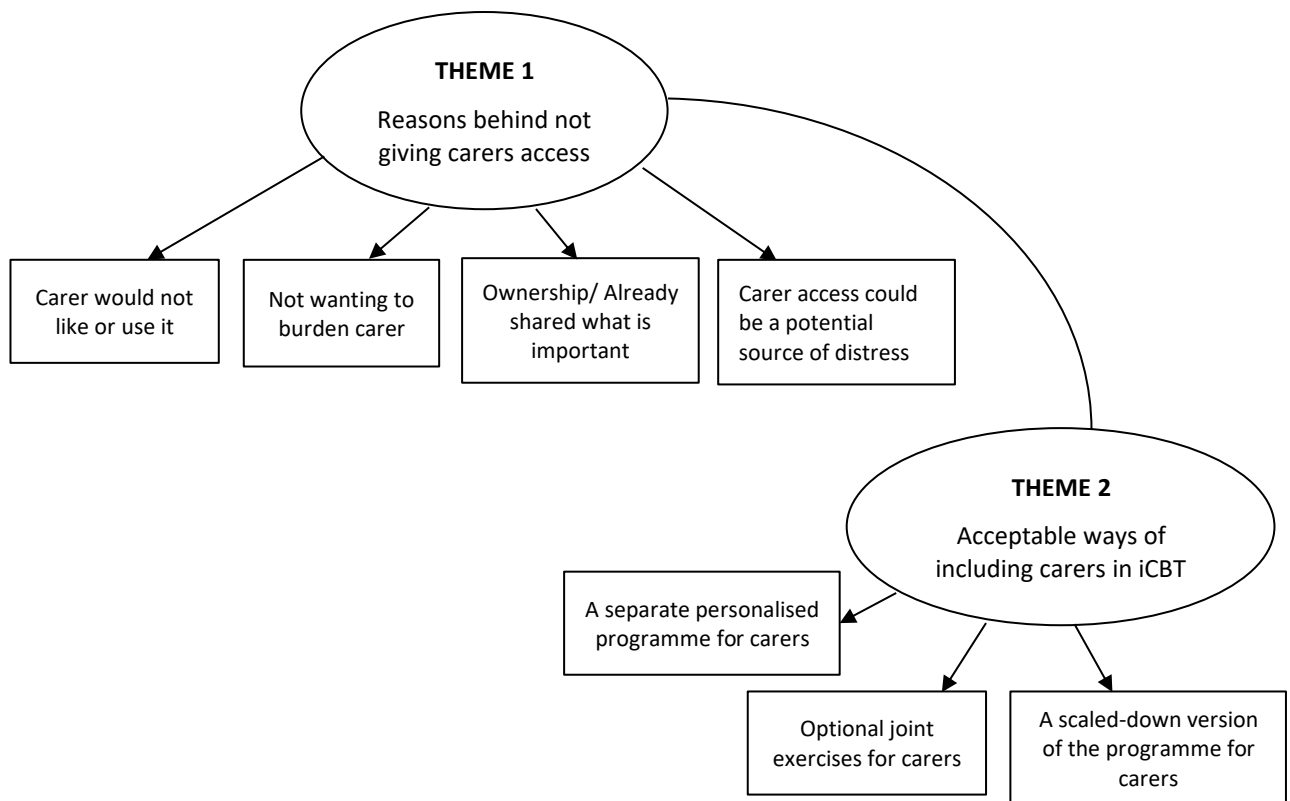 THEME 1
Reasons behind not
giving carers access
Carer would not
like or use it
Not wanting to
burden carer
Ownership/ Already
shared what is
important
Carer access could
be a potential
source of distress
THEME 2
Acceptable ways of
including carers in iCBT
A separate personalised
programme for carers
Optional joint
exercises for carers
A scaled-down version
of the programme for
carers